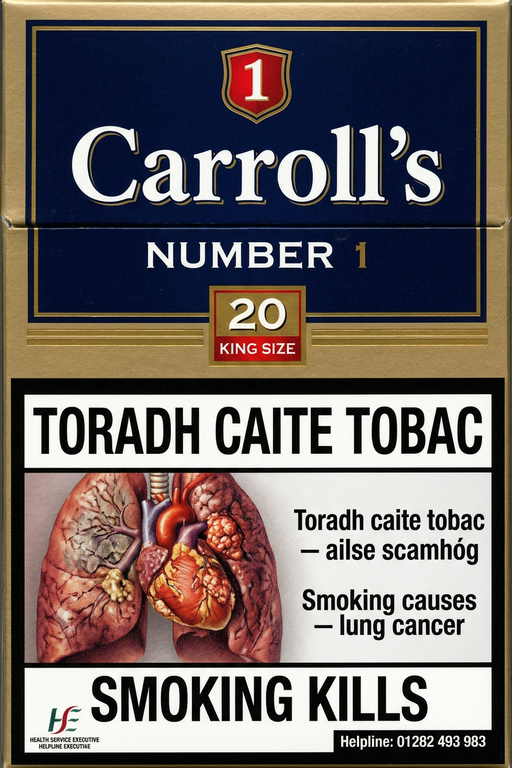 1
Carroll's
NUMBER 1
20
KING SIZE
TORADH CAITE TOBAC
Toradh caite tobac
— ailse scamhóg
Smoking causes
— lung cancer
SMOKING KILLS
HSE
HEALTH SERVICE EXECUTIVE
HELPLINE EXECUTIAE
Helpline: 01282 493 983